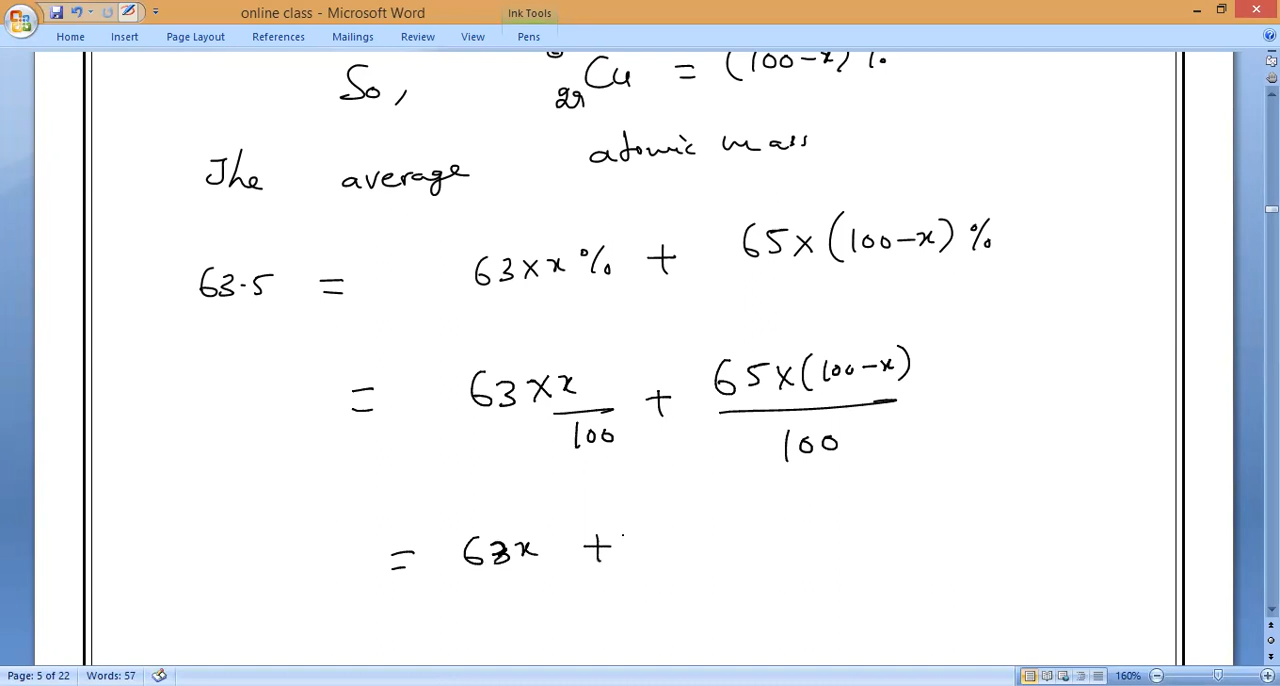 online class - Microsoft Word
Ink Tools
Home Insert Page Layout References Mailings Review View Pens
So, 29Cu = (100-x)%
The average atomic mass
63.5 = 63×x% + 65×(100-x)%
= 63×x/100 + 65×(100-x)/100
= 63x +
Page: 5 of 22 Words: 57 160%